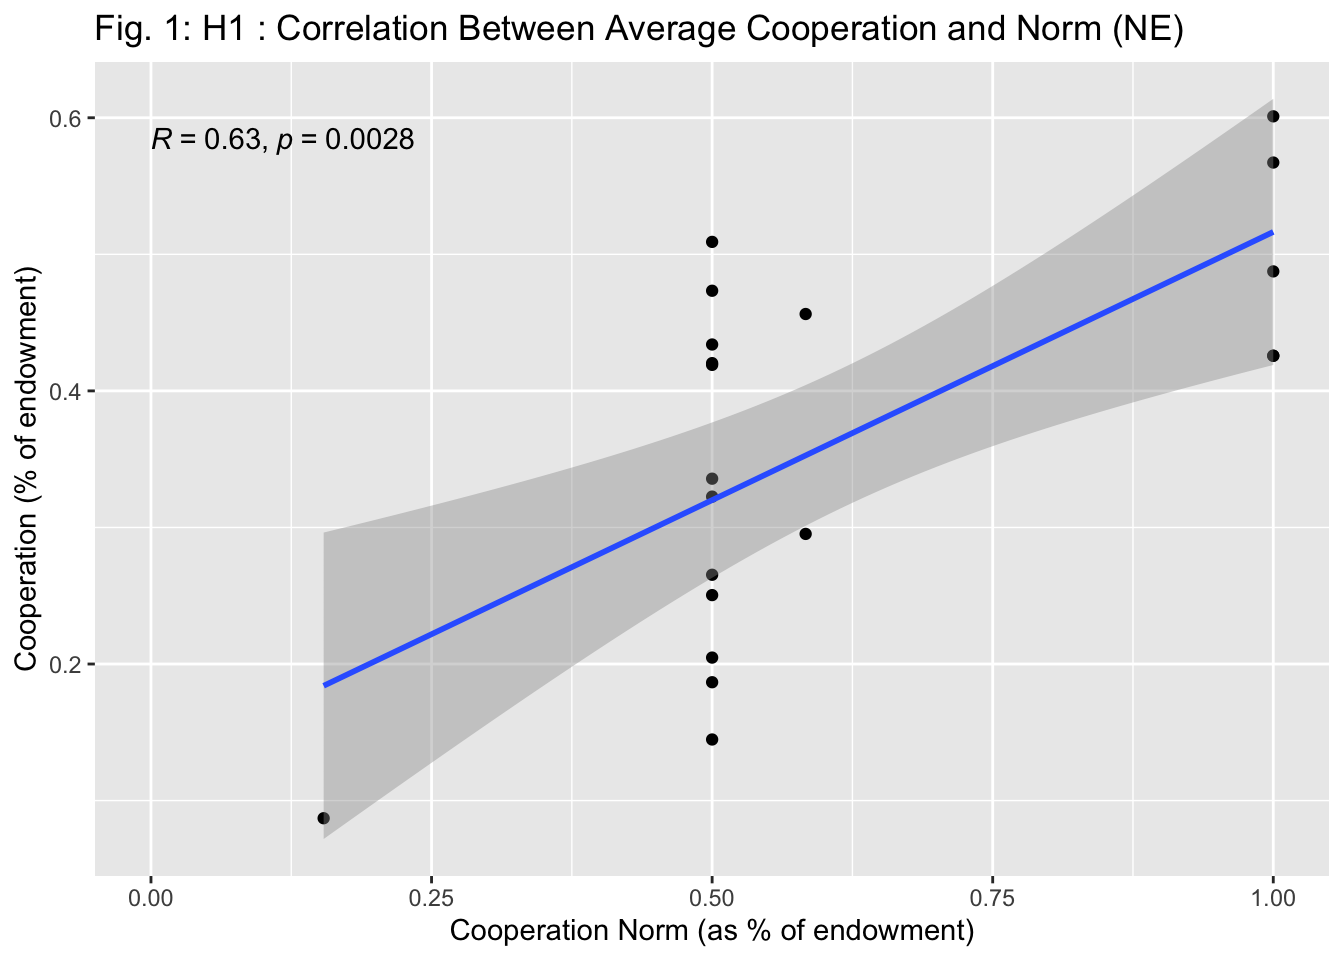 Fig. 1: H1 : Correlation Between Average Cooperation and Norm (NE)
R = 0.63, p = 0.0028
Cooperation (% of endowment)
0.6
0.4
0.2
0.00 0.25 0.50 0.75 1.00
Cooperation Norm (as % of endowment)